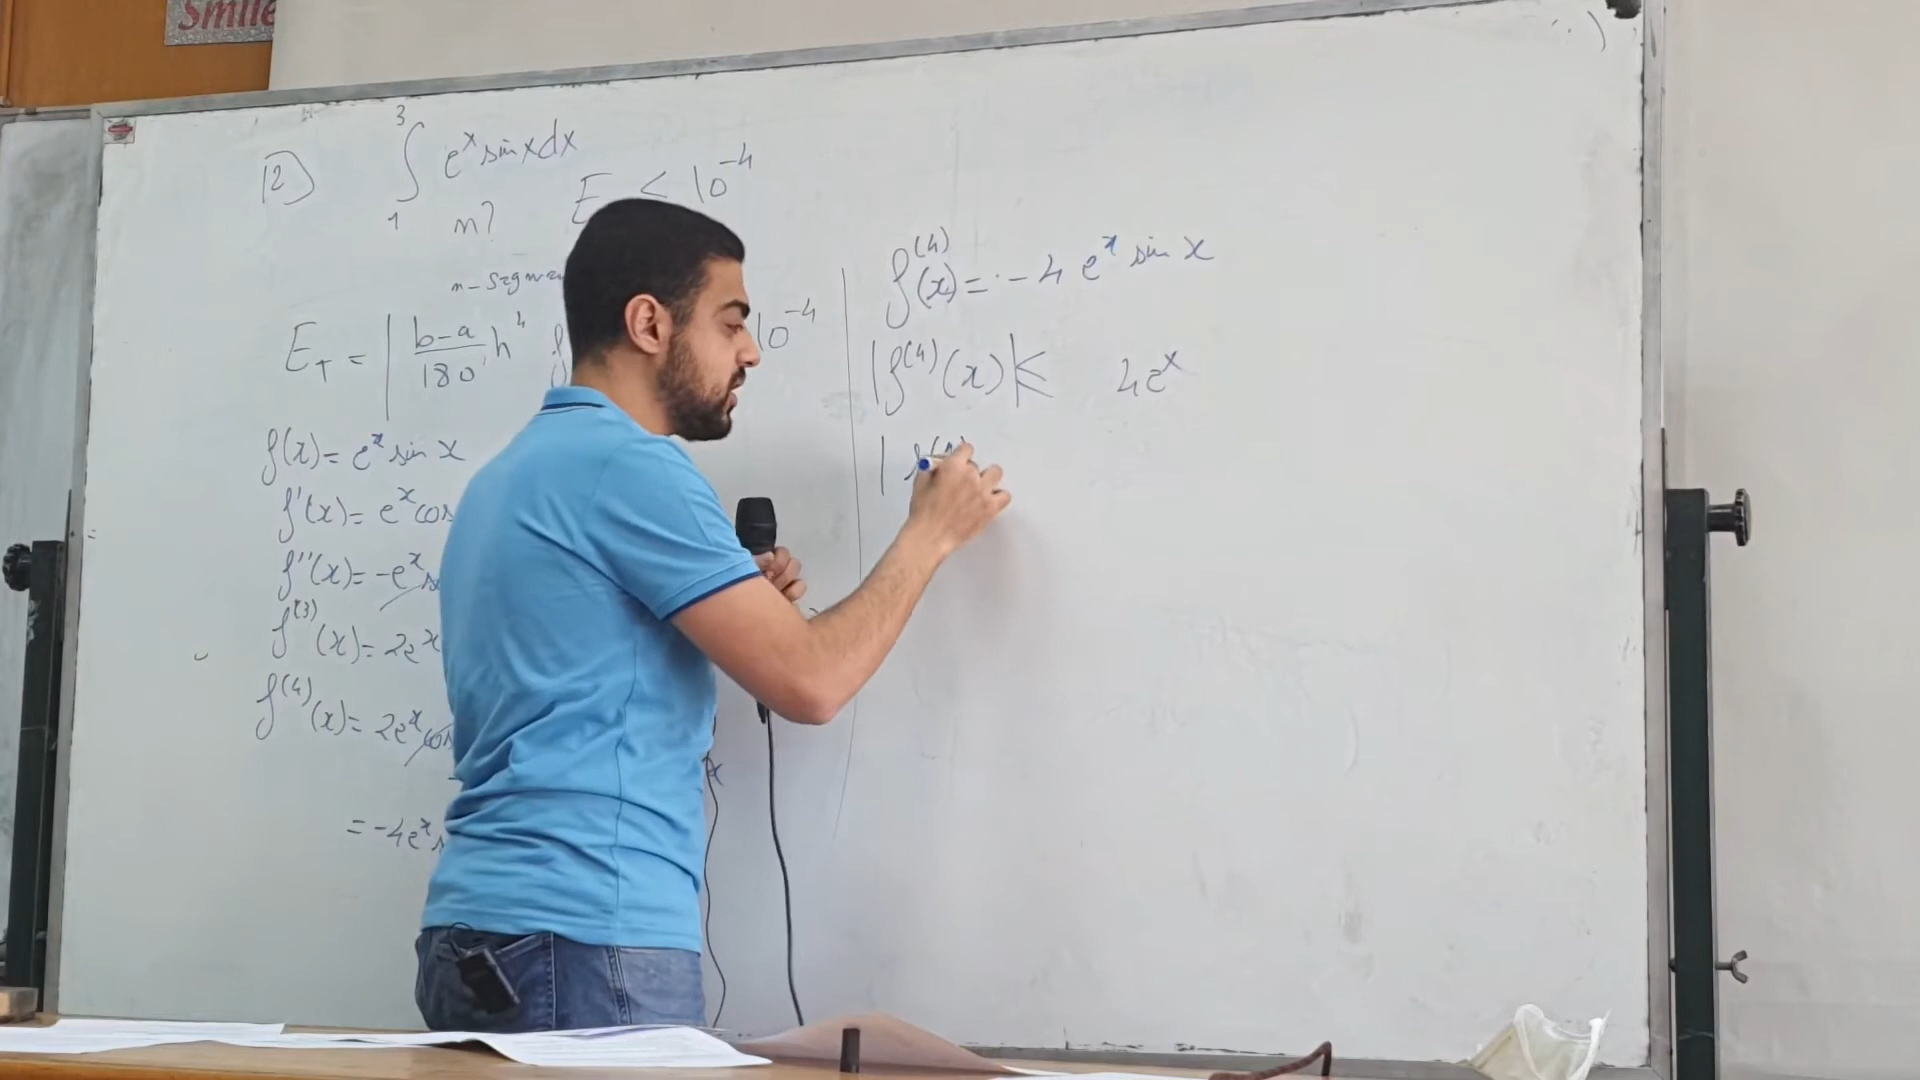 Smile
12) ∫₁³ eˣ sin x dx
n? E < 10⁻⁴
n-segmen
E_T = | (b-a)/180 h⁴ f 10⁻⁴
f(x) = eˣ sin x
f'(x) = eˣ cos
f''(x) = -eˣ s
f⁽³⁾(x) = 2eˣ
f⁽⁴⁾(x) = 2eˣ cos
x
= -4eˣ s
f⁽⁴⁾(x) = -4 eˣ sin x
|f⁽⁴⁾(x)| < 4eˣ
| f⁽⁴⁾